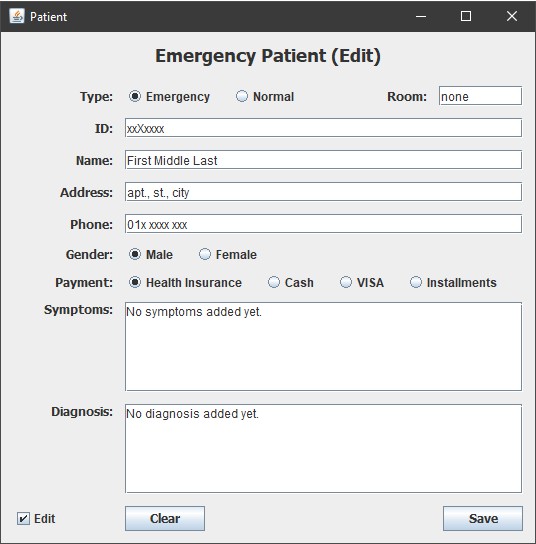 Patient
Emergency Patient (Edit)
Type: Emergency Normal Room: none
ID: xxXxxxx
Name: First Middle Last
Address: apt., st., city
Phone: 01x xxxx xxx
Gender: Male Female
Payment: Health Insurance Cash VISA Installments
Symptoms: No symptoms added yet.
Diagnosis: No diagnosis added yet.
Edit Clear Save